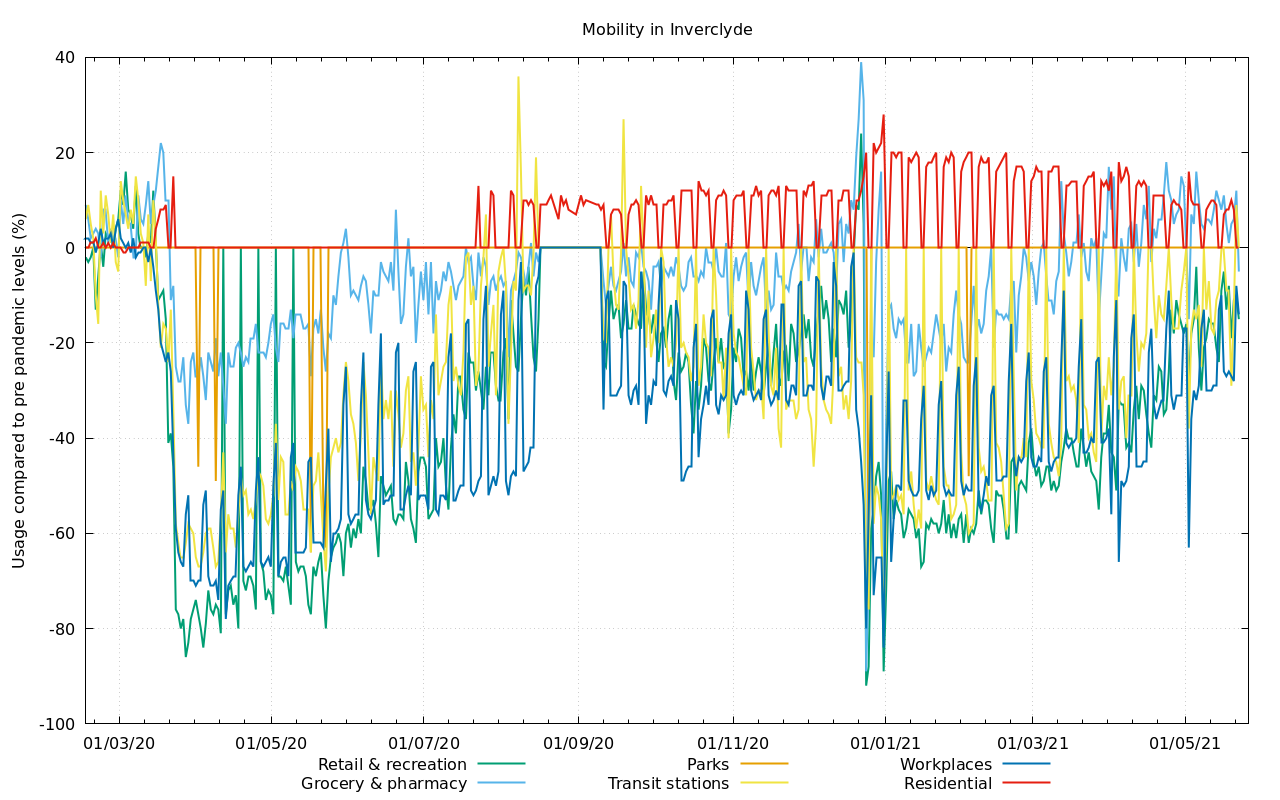 Mobility in Inverclyde
Usage compared to pre pandemic levels (%)
40
20
0
-20
-40
-60
-80
-100
01/03/20 01/05/20 01/07/20 01/09/20 01/11/20 01/01/21 01/03/21 01/05/21
Retail & recreation Parks Workplaces
Grocery & pharmacy Transit stations Residential